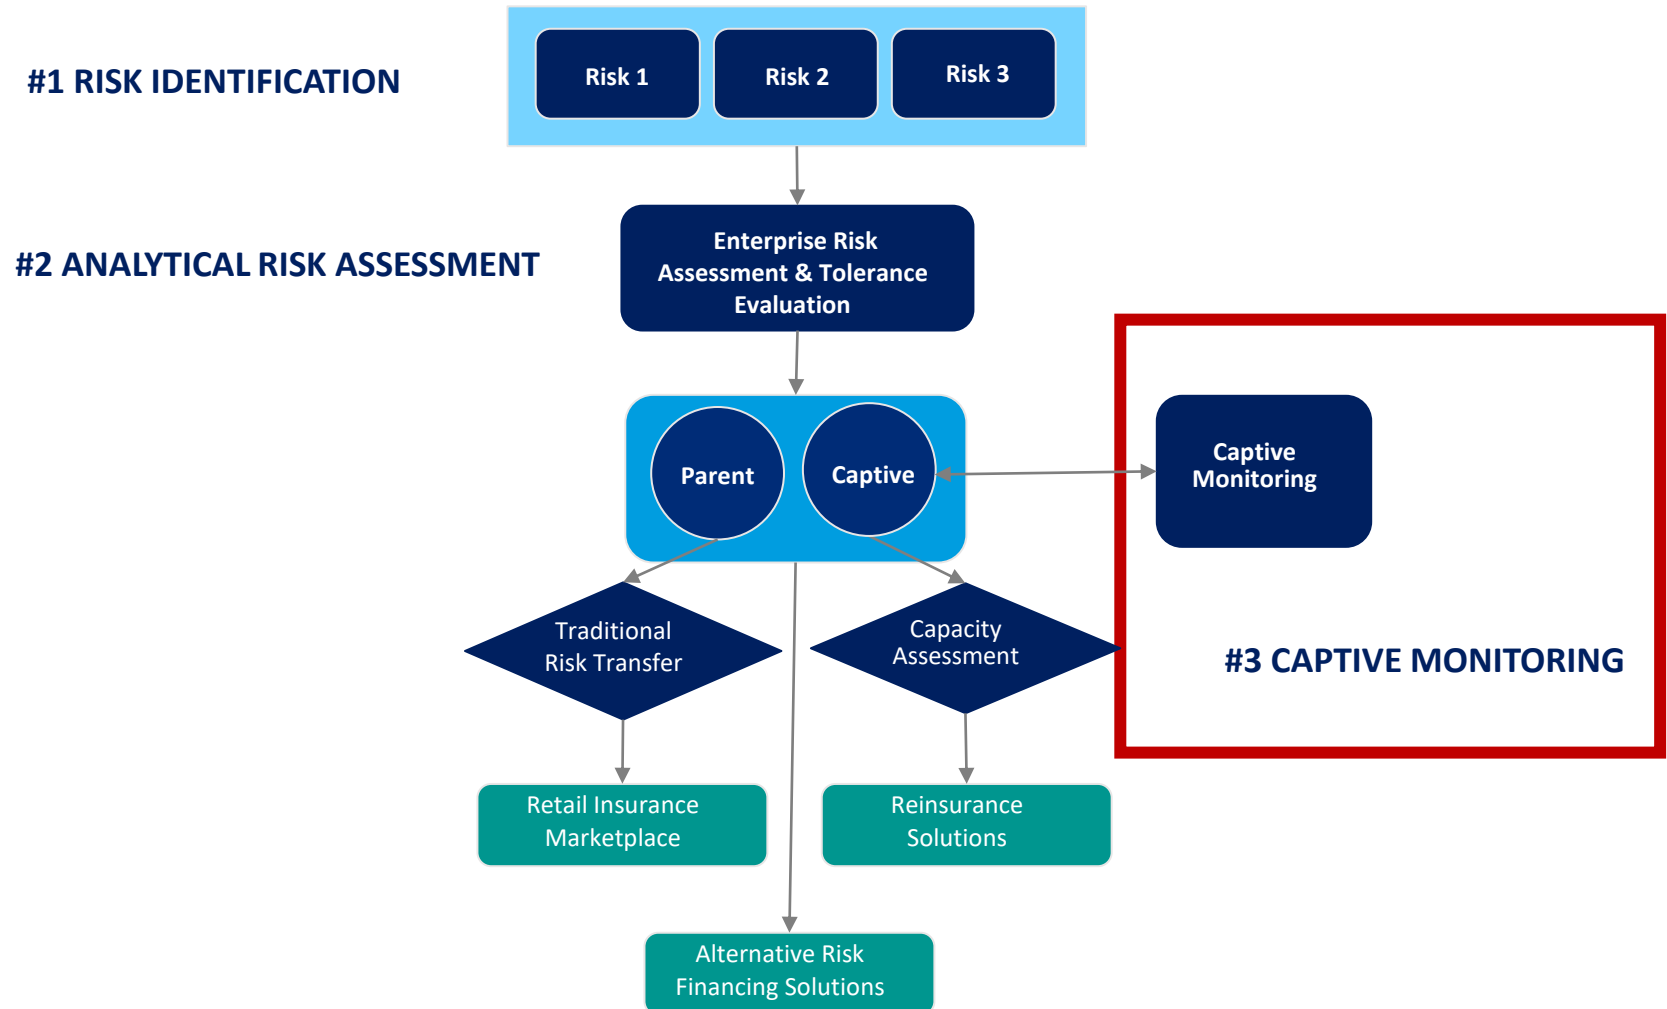 #1 RISK IDENTIFICATION
Risk 1
Risk 2
Risk 3
#2 ANALYTICAL RISK ASSESSMENT
Enterprise Risk
Assessment & Tolerance
Evaluation
Parent
Captive
Captive
Monitoring
Traditional
Risk Transfer
Capacity
Assessment
#3 CAPTIVE MONITORING
Retail Insurance
Marketplace
Reinsurance
Solutions
Alternative Risk
Financing Solutions